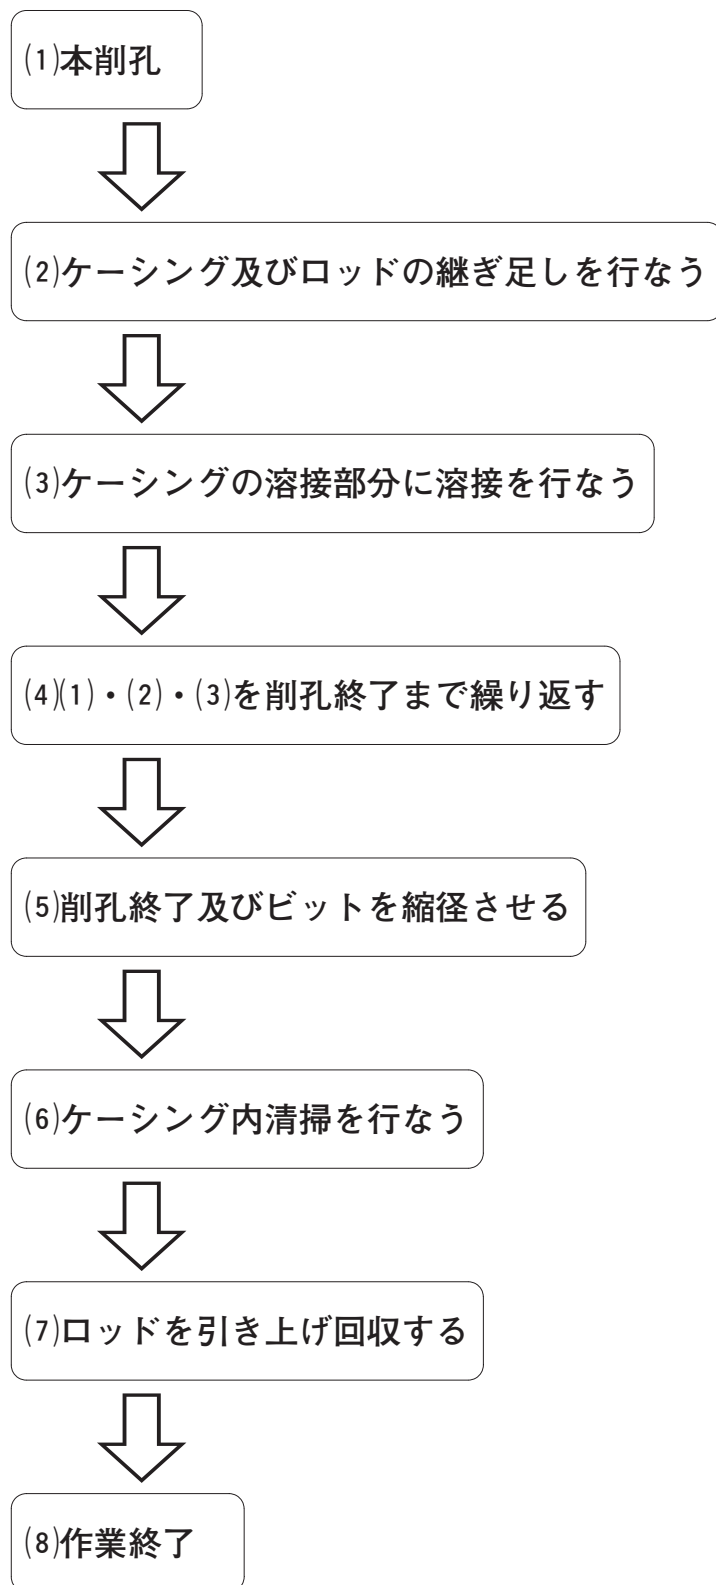 (1)本削孔
(2)ケーシング及びロッドの継ぎ足しを行なう
(3)ケーシングの溶接部分に溶接を行なう
(4)(1)・(2)・(3)を削孔終了まで繰り返す
(5)削孔終了及びビットを縮径させる
(6)ケーシング内清掃を行なう
(7)ロッドを引き上げ回収する
(8)作業終了